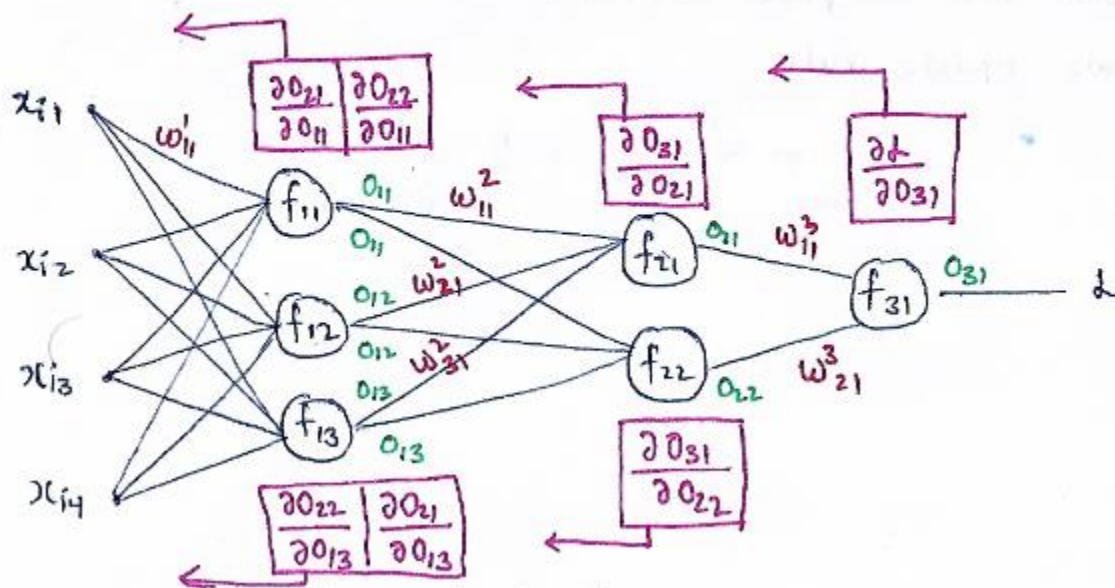 ∂O₂₁/∂O₁₁ | ∂O₂₂/∂O₁₁
∂O₃₁/∂O₂₁
∂L/∂O₃₁
xᵢ₁
xᵢ₂
xᵢ₃
xᵢ₄
w¹₁₁
f₁₁
f₁₂
f₁₃
O₁₁
O₁₁
O₁₂
O₁₂
O₁₃
O₁₃
w²₁₁
w²₂₁
w²₃₁
f₂₁
f₂₂
O₂₁
O₂₂
w³₁₁
w³₂₁
f₃₁
O₃₁
L
∂O₂₂/∂O₁₃ | ∂O₂₁/∂O₁₃
∂O₃₁/∂O₂₂